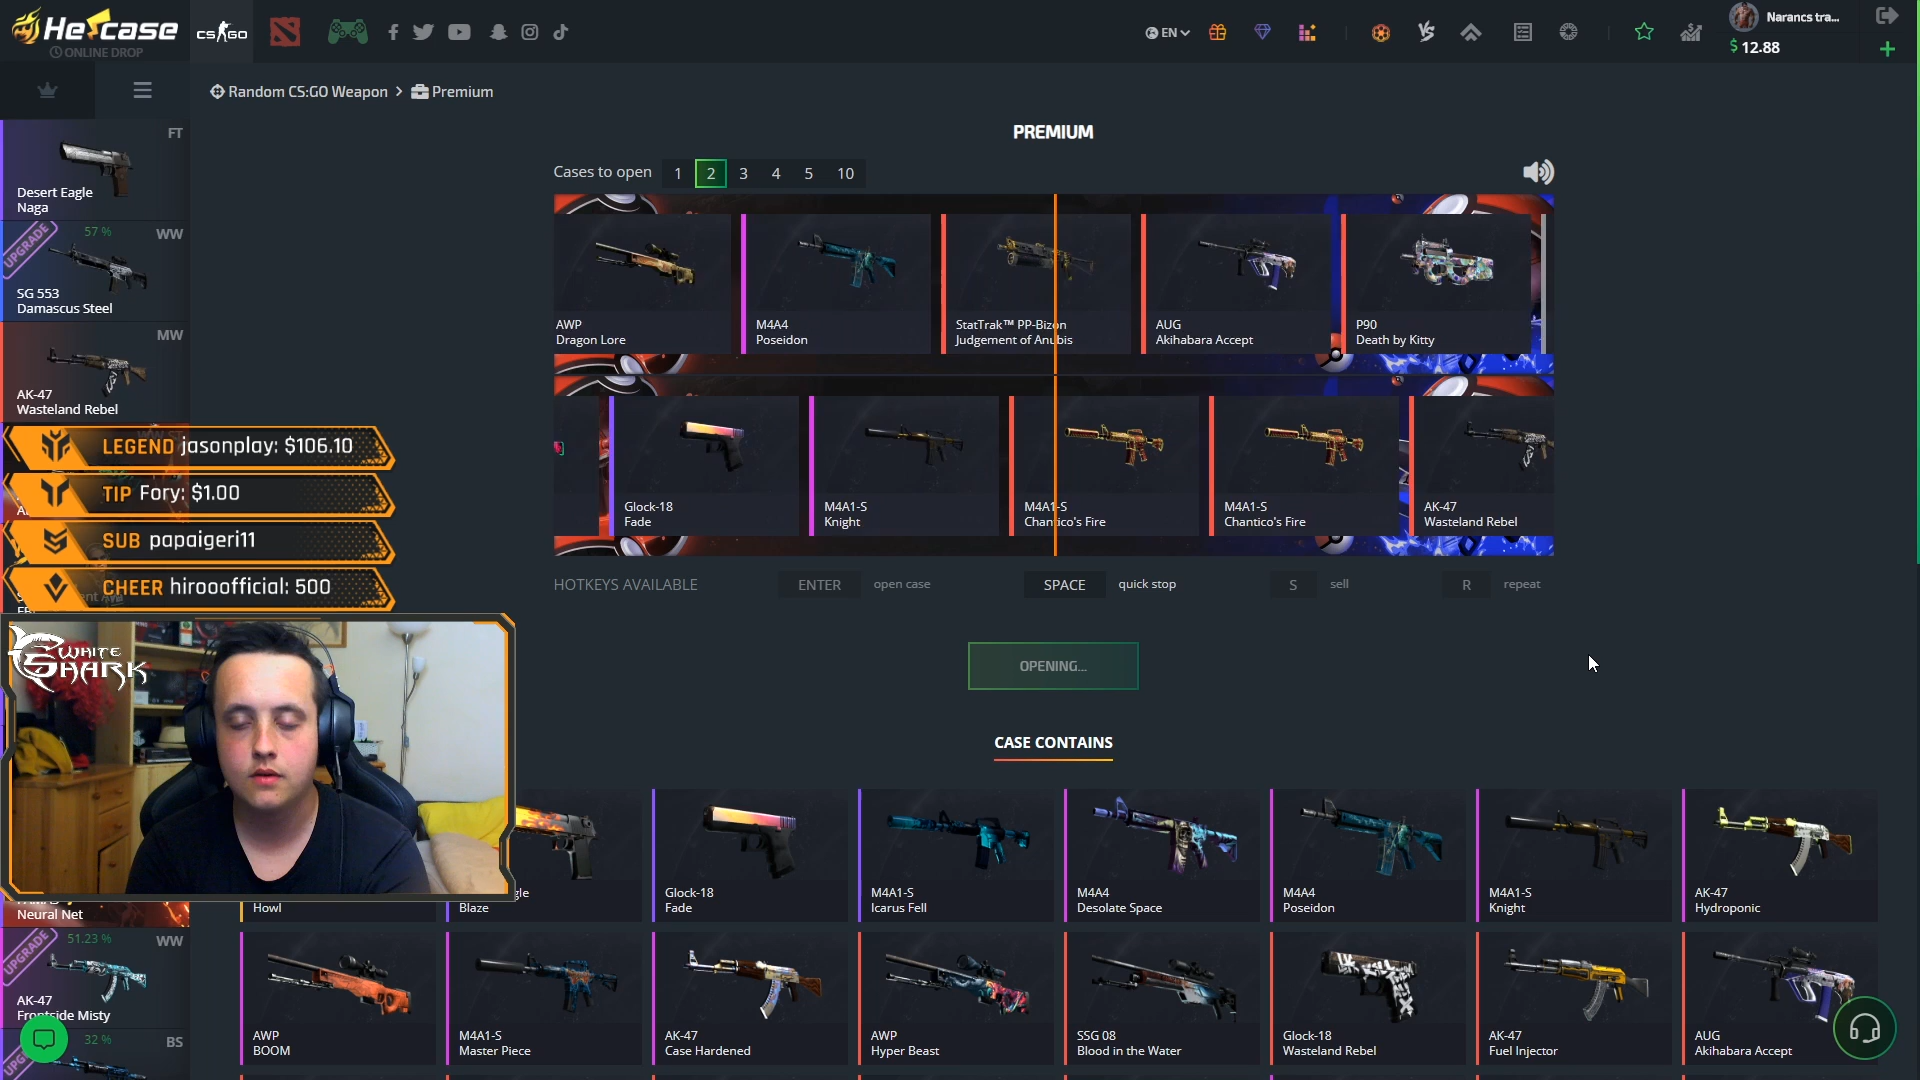 Hellcase
ONLINE DROP
CS:GO
EN
Narancs tra...
$ 12.88
Random CS:GO Weapon > Premium
PREMIUM
Cases to open 1 2 3 4 5 10
FT
Desert Eagle
Naga
UPGRADE
57 %
WW
SG 553
Damascus Steel
MW
AK-47
Wasteland Rebel
AWP
Dragon Lore
M4A4
Poseidon
StatTrak™ PP-Bizon
Judgement of Anubis
AUG
Akihabara Accept
P90
Death by Kitty
Glock-18
Fade
M4A1-S
Knight
M4A1-S
Chantico's Fire
M4A1-S
Chantico's Fire
AK-47
Wasteland Rebel
LEGEND jasonplay: $106.10
TIP Fory: $1.00
SUB papaigeri11
CHEER hirooofficial: 500
HOTKEYS AVAILABLE
ENTER open case
SPACE quick stop
S sell
R repeat
OPENING...
WHITE
SHARK
CASE CONTAINS
Howl
gle
Blaze
Glock-18
Fade
M4A1-S
Icarus Fell
M4A4
Desolate Space
M4A4
Poseidon
M4A1-S
Knight
AK-47
Hydroponic
Neural Net
UPGRADE
51.23 %
WW
AK-47
Frontside Misty
32 %
BS
AWP
BOOM
M4A1-S
Master Piece
AK-47
Case Hardened
AWP
Hyper Beast
SSG 08
Blood in the Water
Glock-18
Wasteland Rebel
AK-47
Fuel Injector
AUG
Akihabara Accept